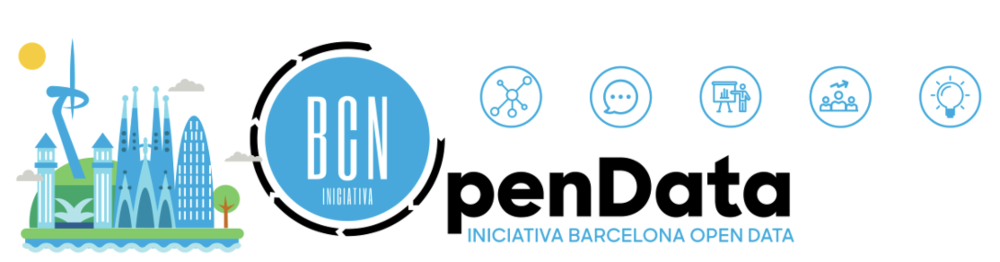 BCN
INICIATIVA
penData
INICIATIVA BARCELONA OPEN DATA